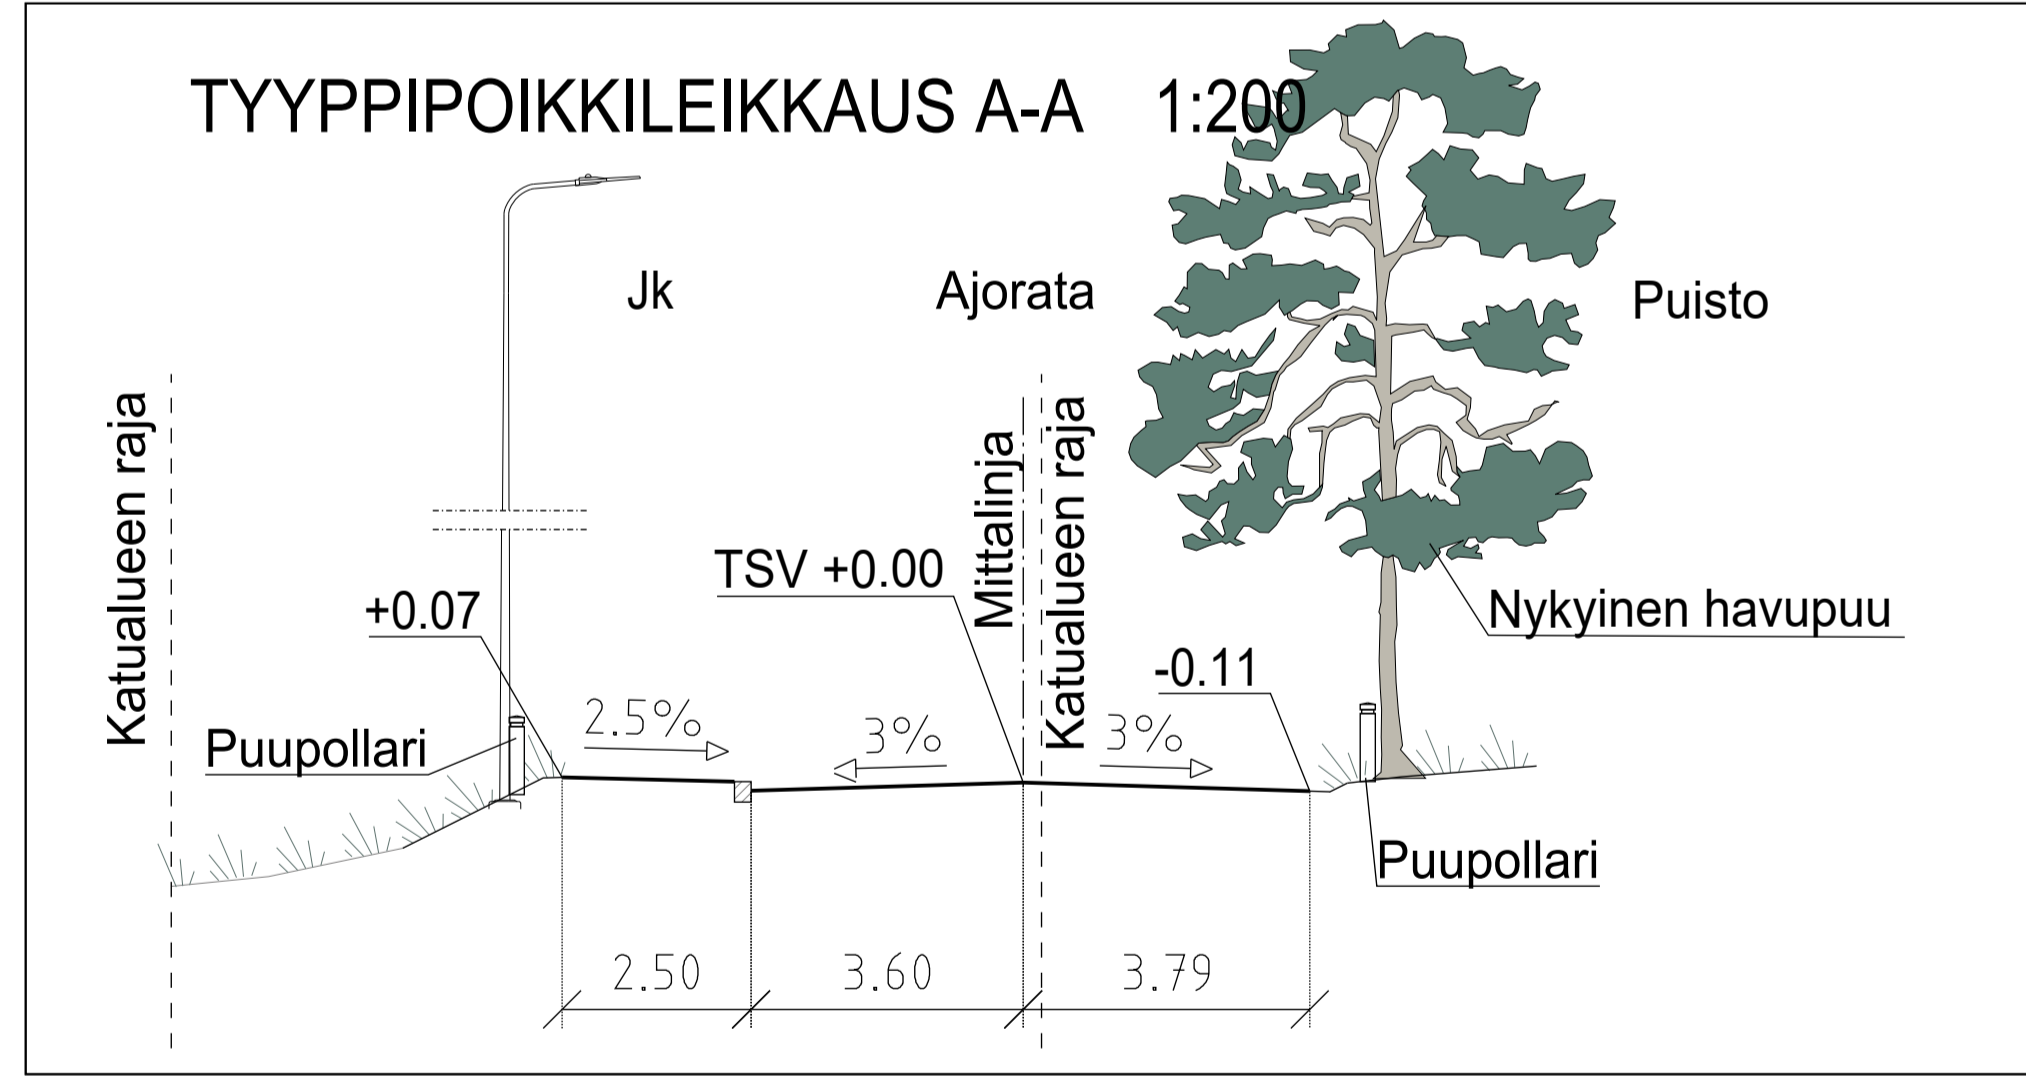 TYYPPIPOIKKILEIKKAUS A-A 1:200
Jk
Ajorata
Puisto
Katualueen raja
Mittalinja
Katualueen raja
TSV +0.00
+0.07
Nykyinen havupuu
-0.11
2.5%
3%
3%
Puupollari
Puupollari
2.50
3.60
3.79